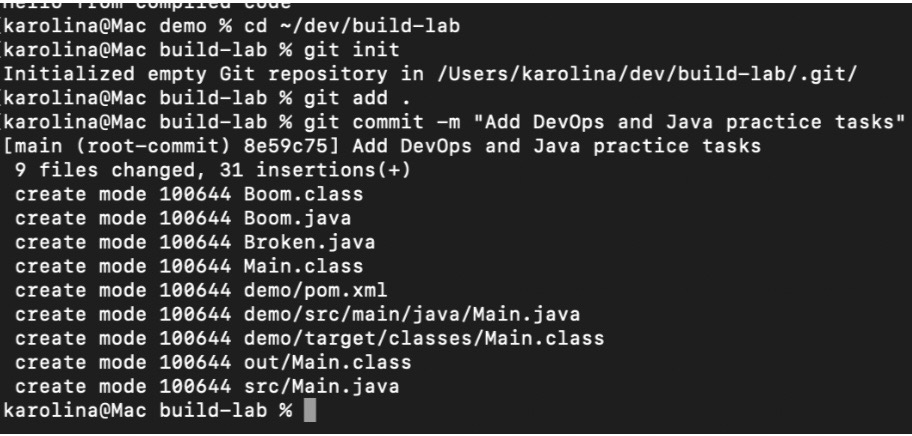 Hello from compiled code
[karolina@Mac demo % cd ~/dev/build-lab
[karolina@Mac build-lab % git init
Initialized empty Git repository in /Users/karolina/dev/build-lab/.git/
[karolina@Mac build-lab % git add .
[karolina@Mac build-lab % git commit -m "Add DevOps and Java practice tasks"
[main (root-commit) 8e59c75] Add DevOps and Java practice tasks
 9 files changed, 31 insertions(+)
 create mode 100644 Boom.class
 create mode 100644 Boom.java
 create mode 100644 Broken.java
 create mode 100644 Main.class
 create mode 100644 demo/pom.xml
 create mode 100644 demo/src/main/java/Main.java
 create mode 100644 demo/target/classes/Main.class
 create mode 100644 out/Main.class
 create mode 100644 src/Main.java
karolina@Mac build-lab %